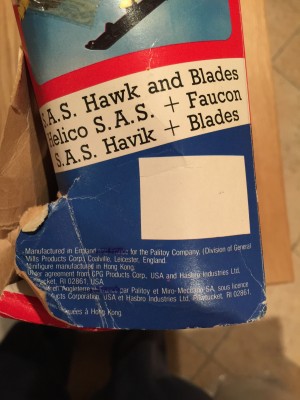 S.A.S. Hawk and Blades
Helico S.A.S. + Faucon
S.A.S. Havik + Blades
Manufactured in England for the Palitoy Company, (Division of General
Mills Products Corp.) Coalville, Leicester, England.
manufactured in Hong Kong.
under agreement from CPG Products Corp., USA and Hasbro Industries Ltd.
RI 02861, USA
en Angleterre par Palitoy et Miro-Meccano SA, sous licence
Corporation, USA et Hasbro Industries Ltd., Pawtucket, RI 02861,
à Hong Kong